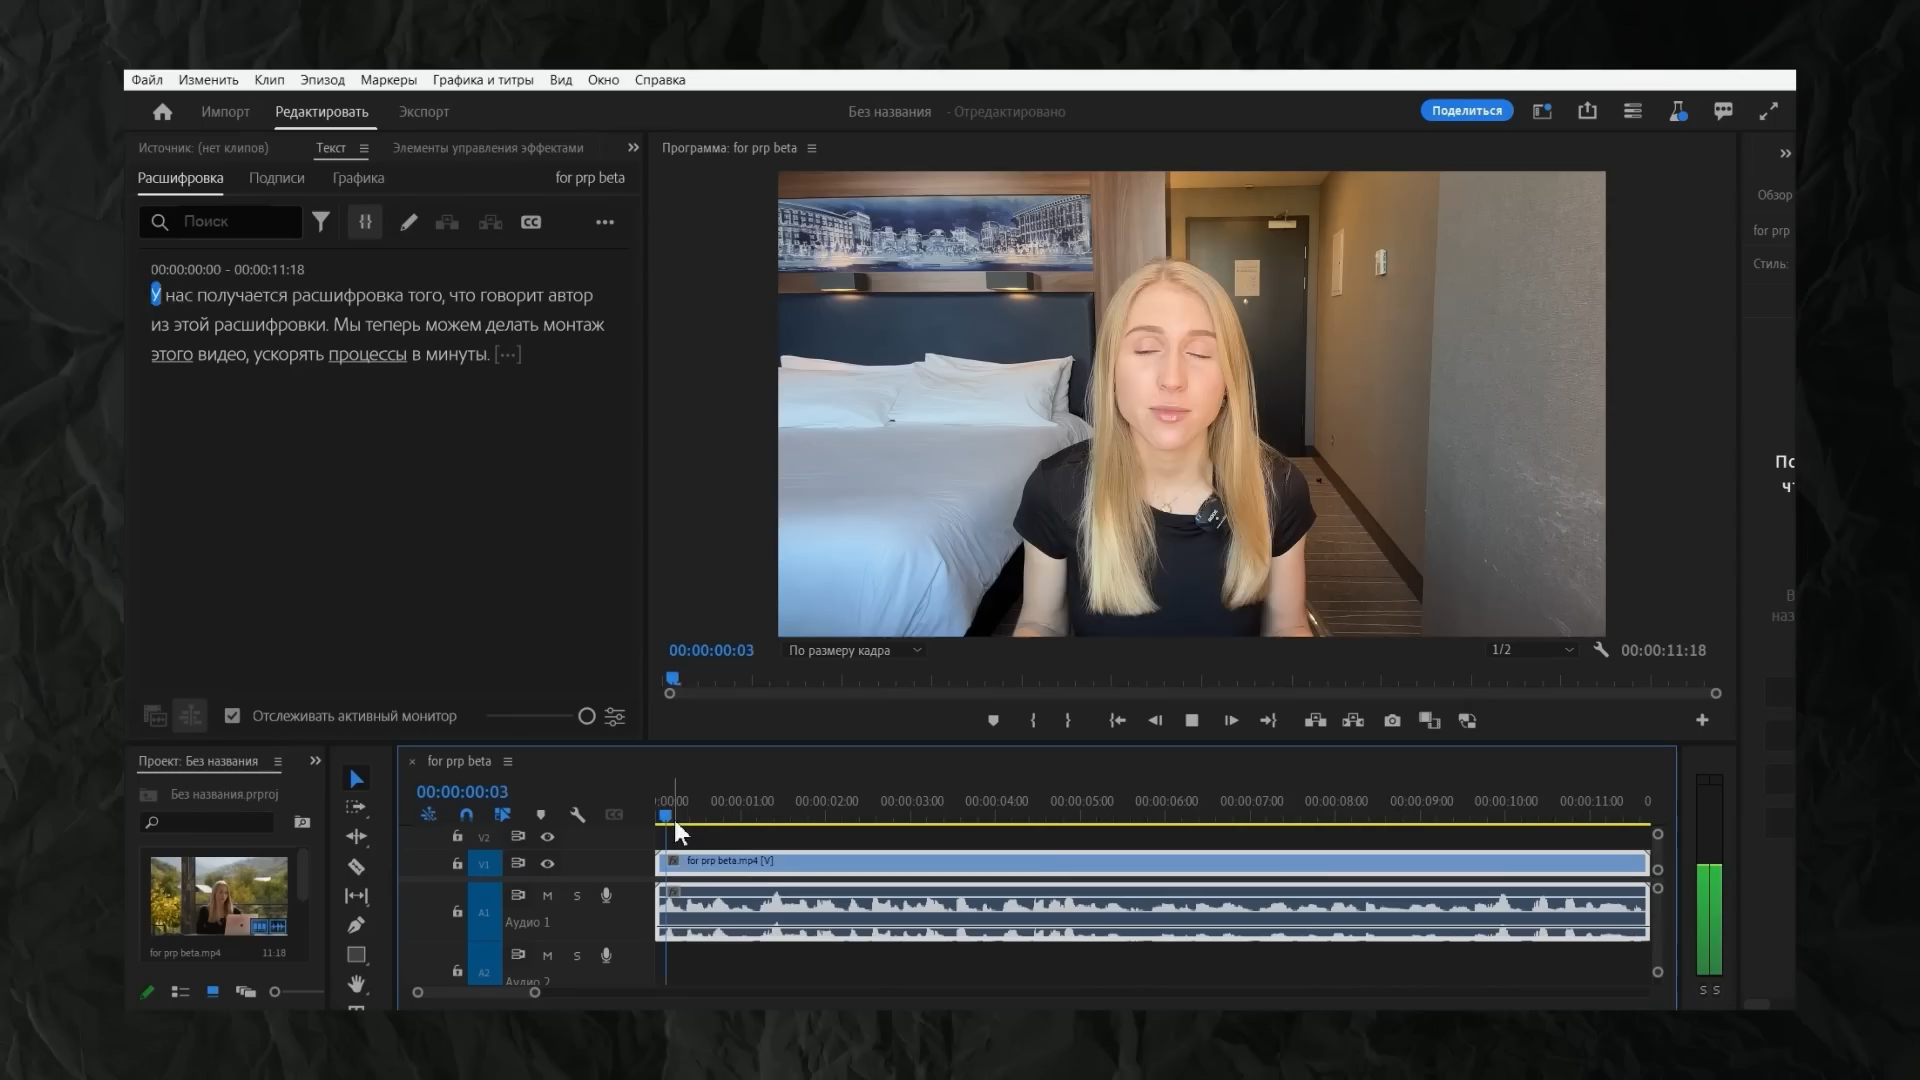 Файл Изменить Клип Эпизод Маркеры Графика и титры Вид Окно Справка
Импорт Редактировать Экспорт Без названия - Отредактировано Поделиться
Источник: (нет клипов) Текст Элементы управления эффектами
Расшифровка Подписи Графика for prp beta
Поиск CC
00:00:00:00 - 00:00:11:18
У нас получается расшифровка того, что говорит автор
из этой расшифровки. Мы теперь можем делать монтаж
этого видео, ускорять процессы в минуты. [...]
Отслеживать активный монитор
Программа: for prp beta
00:00:00:03 По размеру кадра 1/2 00:00:11:18
Обзор
for prp
Стиль:
Проект: Без названия
Без названия.prproj
for prp beta.mp4 11:18
× for prp beta
00:00:00:03
:00:00 00:00:01:00 00:00:02:00 00:00:03:00 00:00:04:00 00:00:05:00 00:00:06:00 00:00:07:00 00:00:08:00 00:00:09:00 00:00:10:00 00:00:11:00 0
V2
V1 for prp beta.mp4 [V]
A1 M S
Аудио 1
M S
A2 Аудио 2
S S